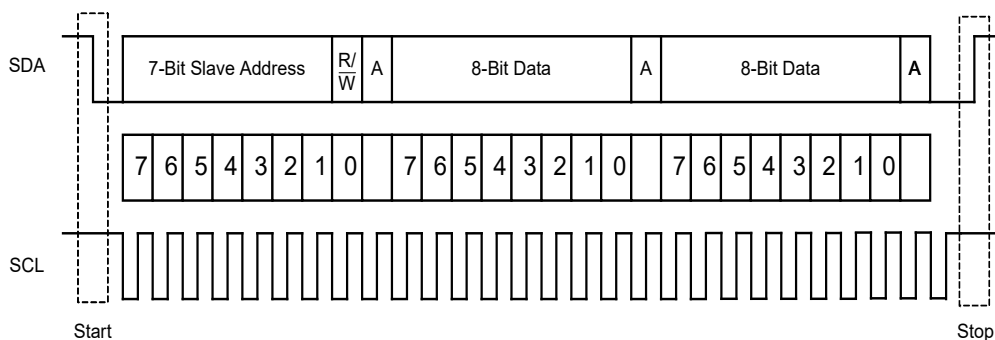 SDA
7-Bit Slave Address R/W A 8-Bit Data A 8-Bit Data A
7 6 5 4 3 2 1 0 7 6 5 4 3 2 1 0 7 6 5 4 3 2 1 0
SCL
Start Stop